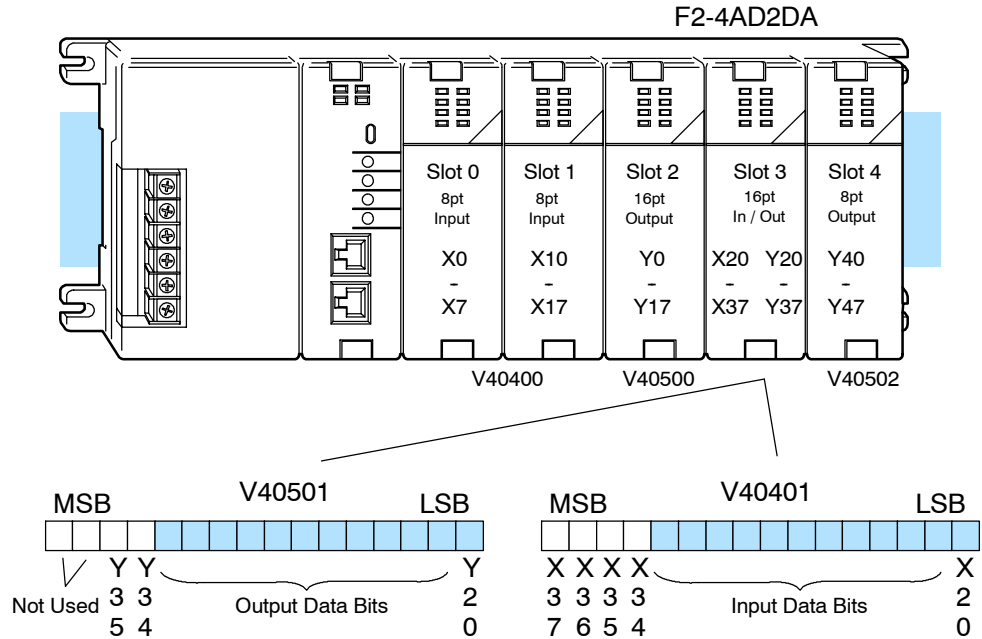 F2-4AD2DA
Slot 0 Slot 1 Slot 2 Slot 3 Slot 4
8pt 8pt 16pt 16pt 8pt
Input Input Output In / Out Output
X0 X10 Y0 X20 Y20 Y40
- - - - - -
X7 X17 Y17 X37 Y37 Y47
V40400 V40500 V40502
MSB V40501 LSB MSB V40401 LSB
Y Y Y X X X X X
Not Used 3 3 Output Data Bits 2 3 3 3 3 Input Data Bits 2
5 4 0 7 6 5 4 0